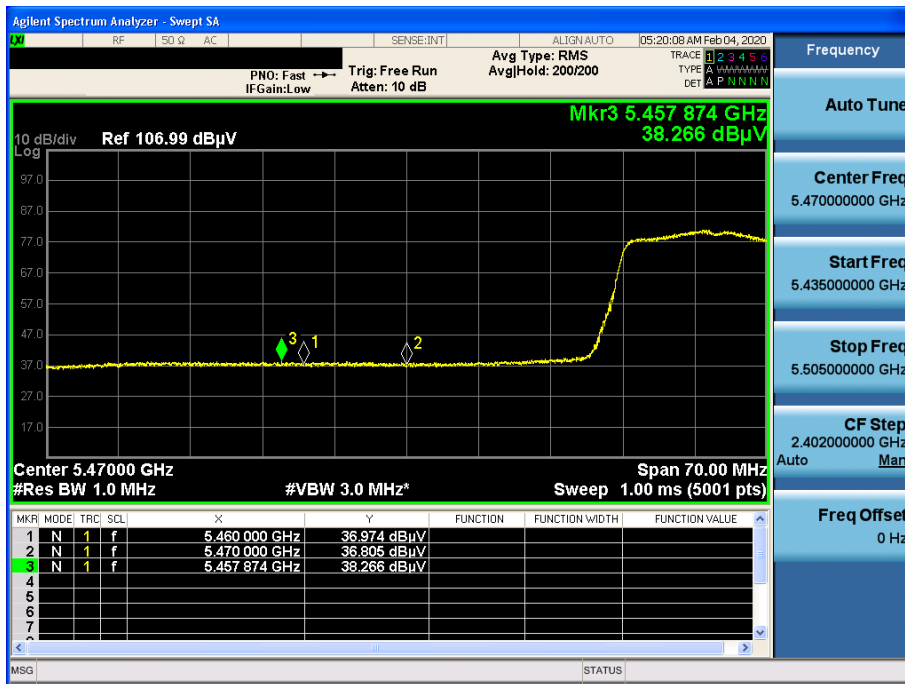 Agilent Spectrum Analyzer - Swept SA
LXI RF 50 Ω AC SENSE:INT ALIGN AUTO 05:20:08 AM Feb 04, 2020
PNO: Fast Trig: Free Run Avg Type: RMS TRACE 1 2 3 4 5 6
IFGain:Low Atten: 10 dB Avg|Hold: 200/200 TYPE A WWWWW
DET A P N N N N
Mkr3 5.457 874 GHz
38.266 dBµV
10 dB/div Ref 106.99 dBµV
Log
97.0
87.0
77.0
67.0
57.0
47.0
37.0
27.0
17.0
3 1 2
Center 5.47000 GHz Span 70.00 MHz
#Res BW 1.0 MHz #VBW 3.0 MHz* Sweep 1.00 ms (5001 pts)
MKR MODE TRC SCL X Y FUNCTION FUNCTION WIDTH FUNCTION VALUE
1 N 1 f 5.460 000 GHz 36.974 dBµV
2 N 1 f 5.470 000 GHz 36.805 dBµV
3 N 1 f 5.457 874 GHz 38.266 dBµV
4
5
6
7
MSG STATUS
Frequency
Auto Tune
Center Freq
5.470000000 GHz
Start Freq
5.435000000 GHz
Stop Freq
5.505000000 GHz
CF Step
2.402000000 GHz
Auto Man
Freq Offset
0 Hz